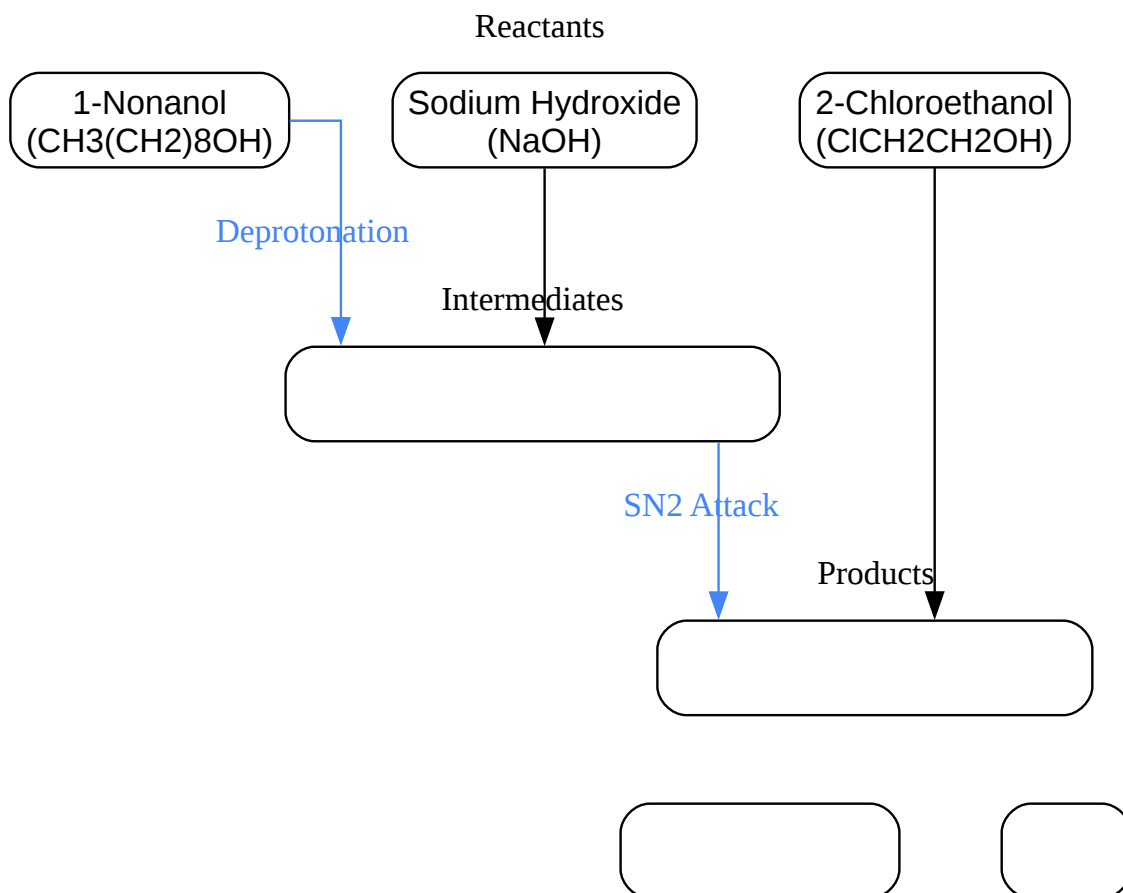 Reactants
1-Nonanol
(CH3(CH2)8OH)
Sodium Hydroxide
(NaOH)
2-Chloroethanol
(ClCH2CH2OH)
Deprotonation
Intermediates
SN2 Attack
Products